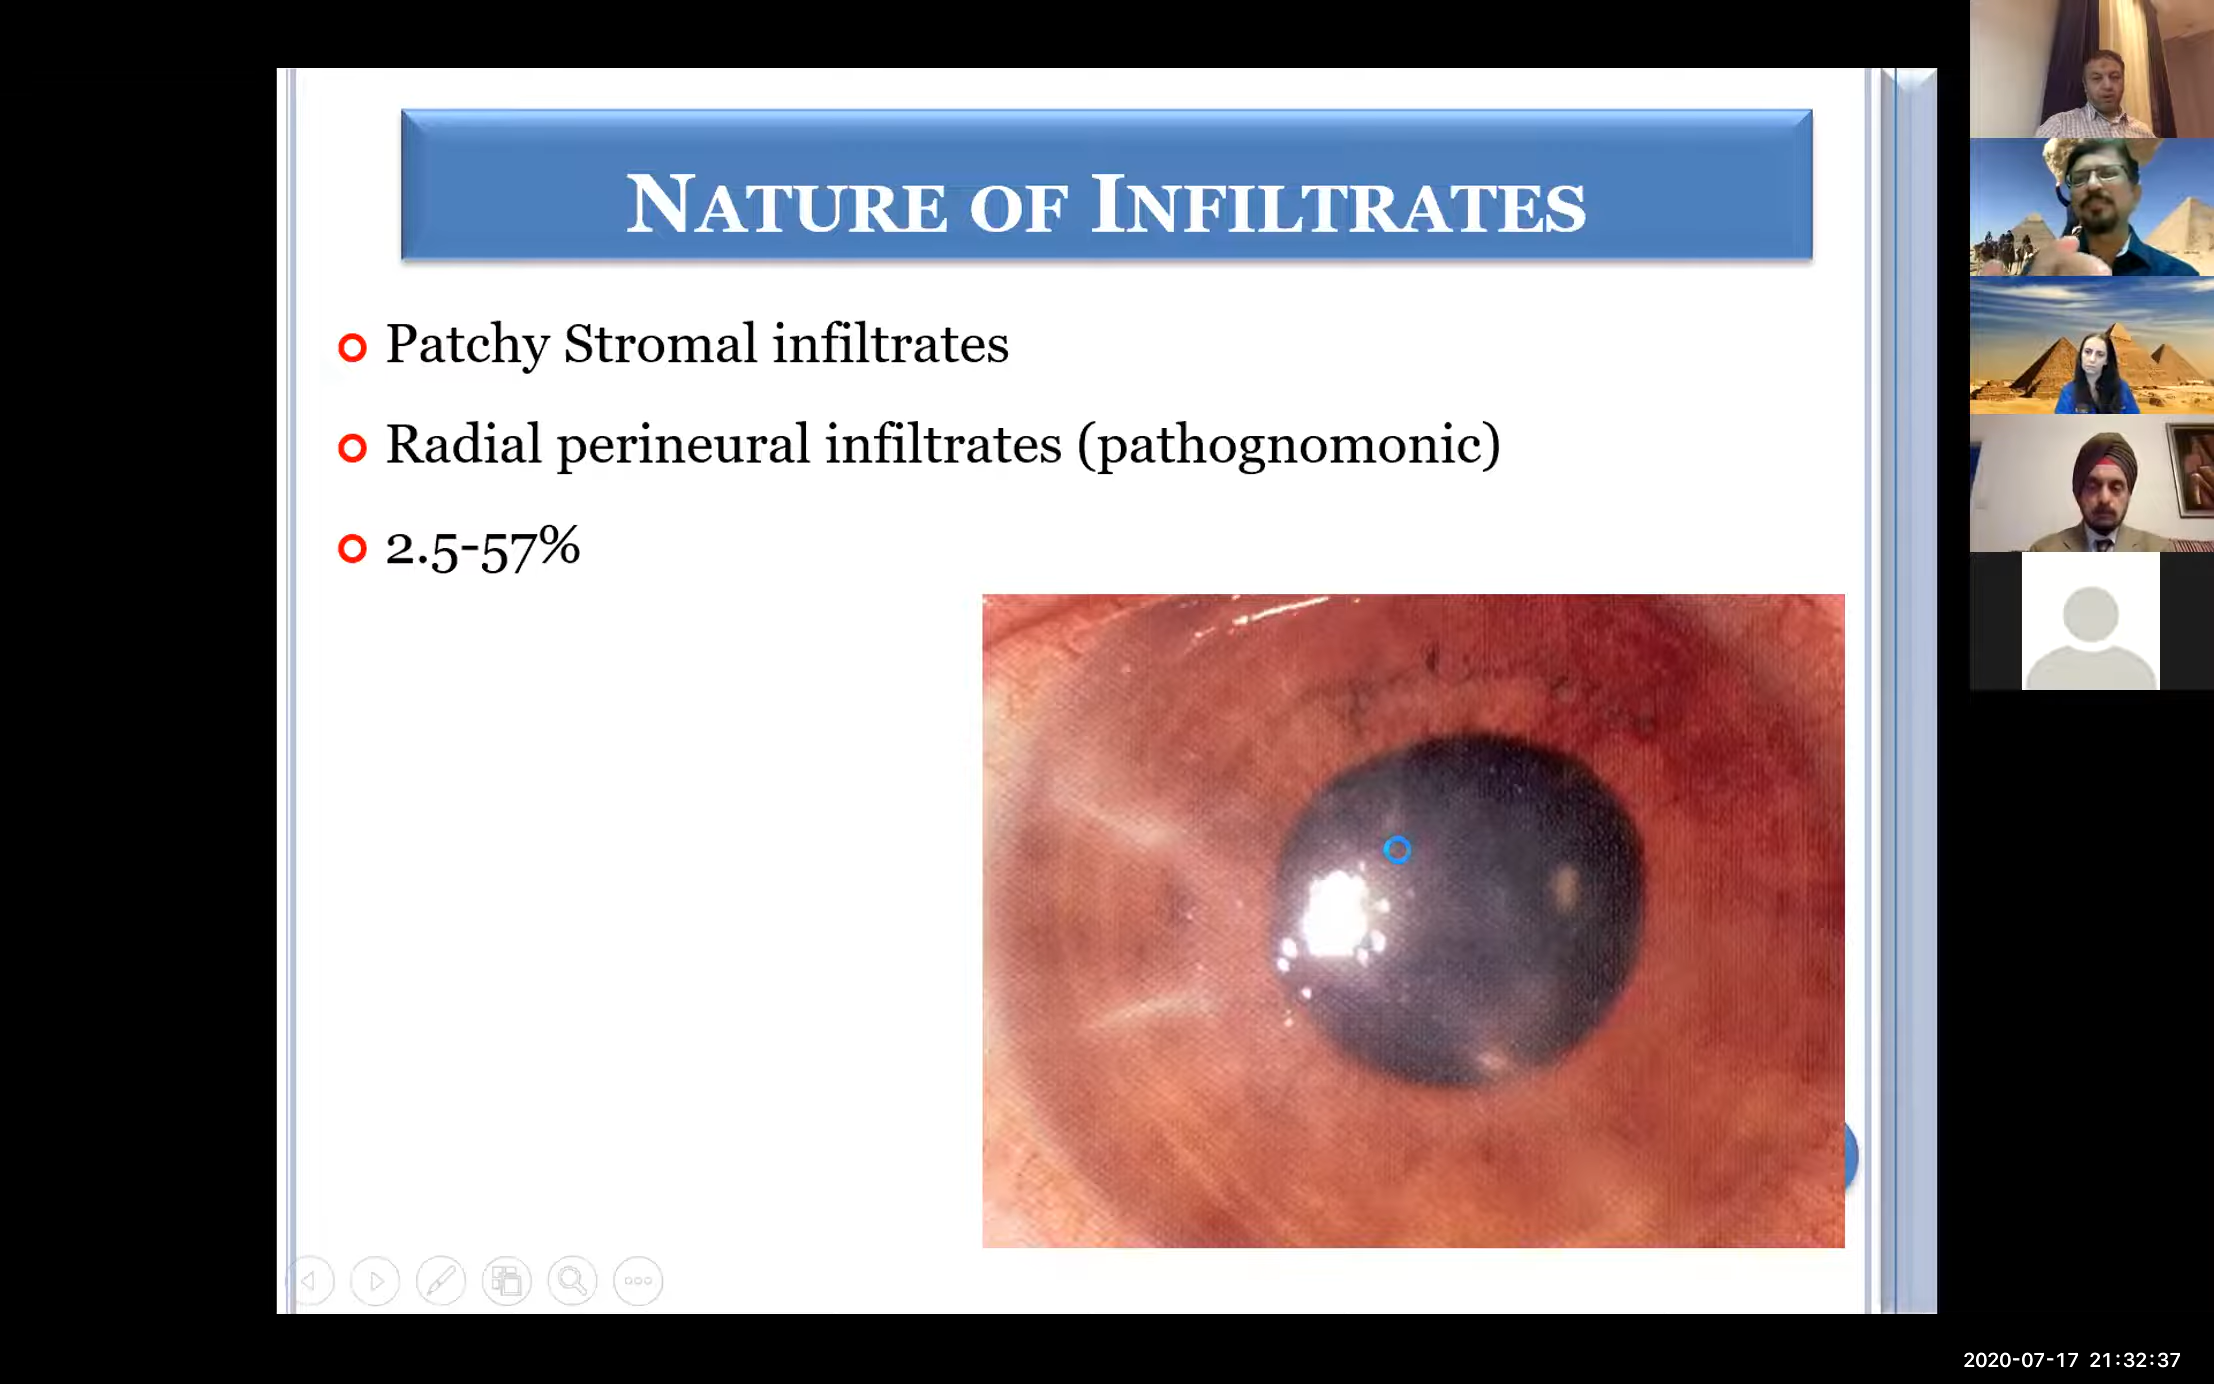 NATURE OF INFILTRATES
Patchy Stromal infiltrates
Radial perineural infiltrates (pathognomonic)
2.5-57%
2020-07-17 21:32:37